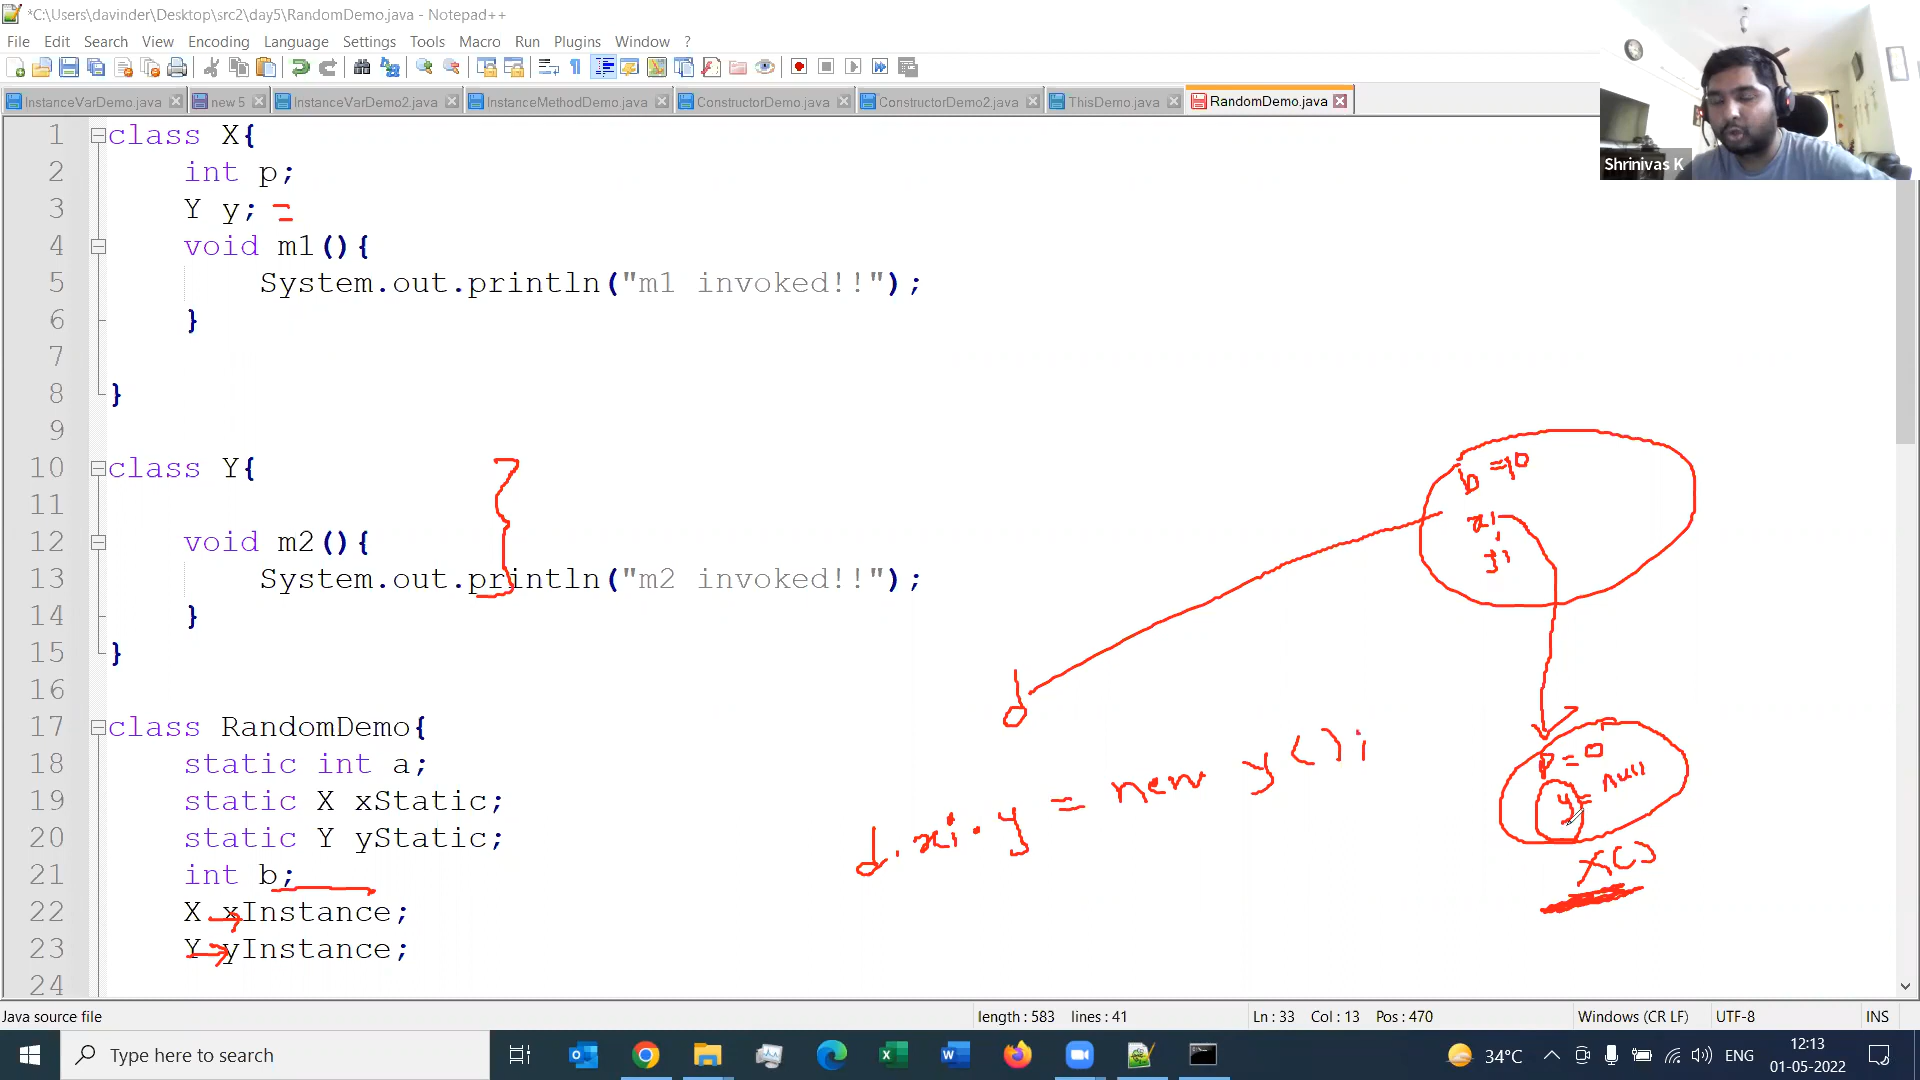 *C:\Users\davinder\Desktop\src2\day5\RandomDemo.java - Notepad++
File Edit Search View Encoding Language Settings Tools Macro Run Plugins Window ?
InstanceVarDemo.java new 5 InstanceVarDemo2.java InstanceMethodDemo.java ConstructorDemo.java ConstructorDemo2.java ThisDemo.java RandomDemo.java
Shrinivas K
1 class X{
2 int p;
3 Y y; =
4 void m1(){
5 System.out.println("m1 invoked!!");
6 }
7
8 }
9
10 class Y{
11
12 void m2(){
13 System.out.println("m2 invoked!!");
14 }
15 }
16
17 class RandomDemo{
18 static int a;
19 static X xStatic;
20 static Y yStatic;
21 int b;
22 X xInstance;
23 Y yInstance;
24
b = 10
xi
yi
d
p = 0
y = null
X()
d.xi.y = new y();
Java source file length : 583 lines : 41 Ln : 33 Col : 13 Pos : 470 Windows (CR LF) UTF-8 INS
Type here to search
34°C ENG 12:13
01-05-2022